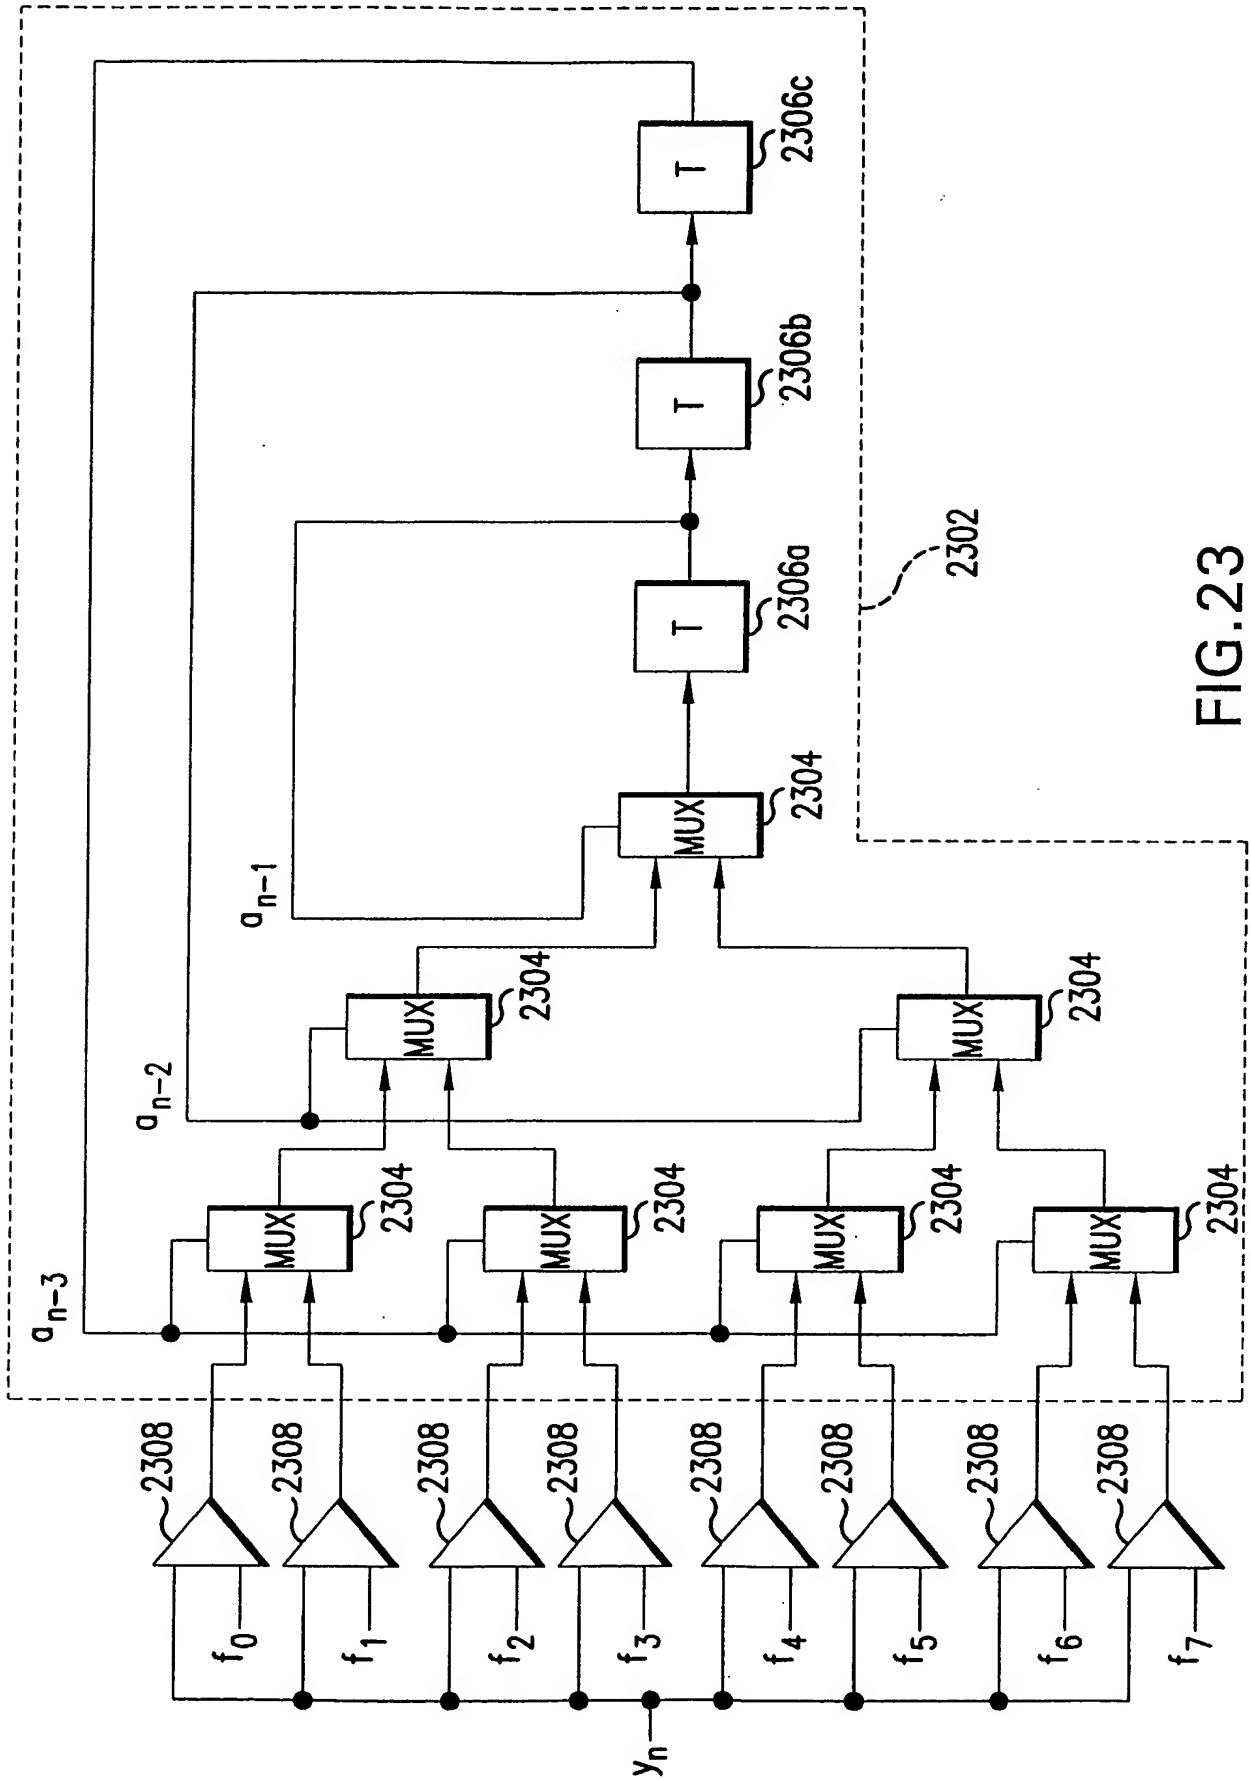 a_{n-3}
a_{n-2}
a_{n-1}
2308
2308
2308
2308
2308
2308
2308
2308
f_0
f_1
f_2
f_3
f_4
f_5
f_6
f_7
y_n
MUX
2304
MUX
2304
MUX
2304
MUX
2304
MUX
2304
MUX
2304
MUX
2304
T
2306a
T
2306b
T
2306c
2302
FIG.23